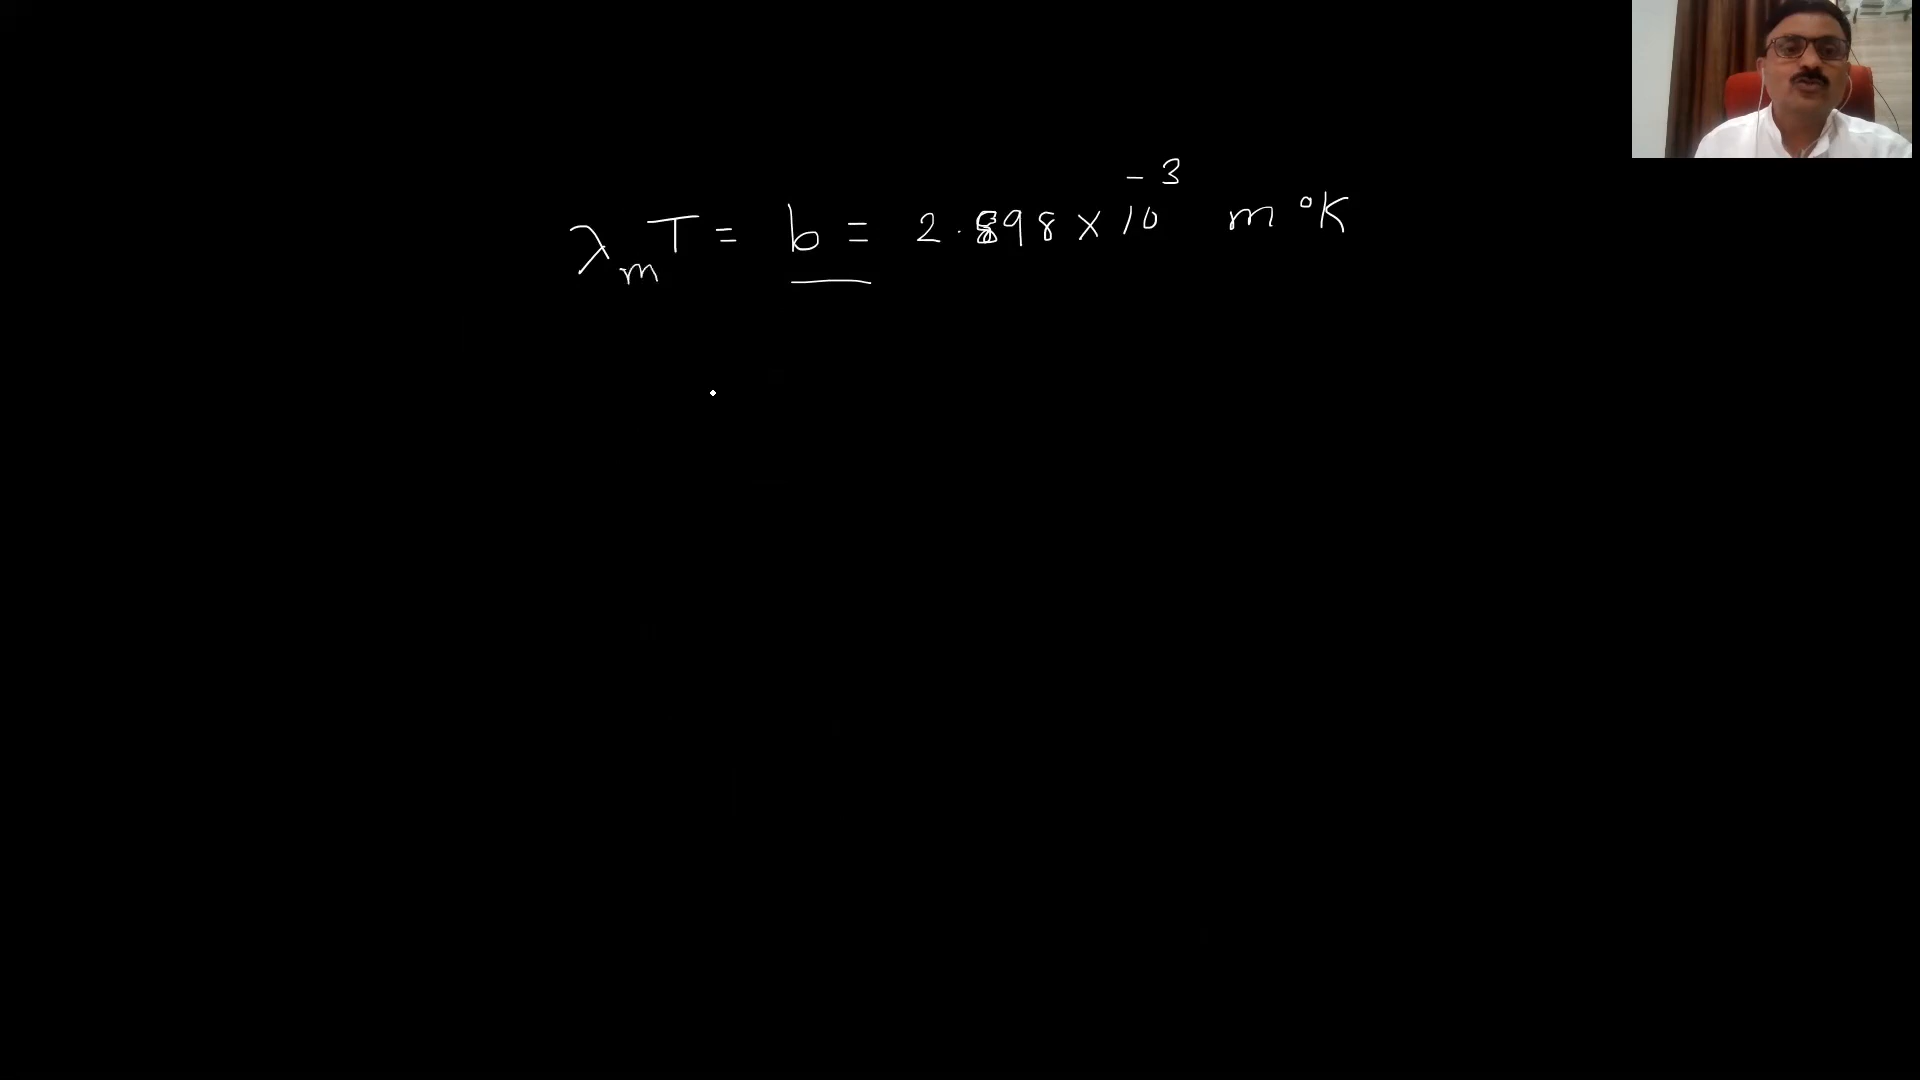 λₘT = b = 2.898 × 10⁻³ m °K